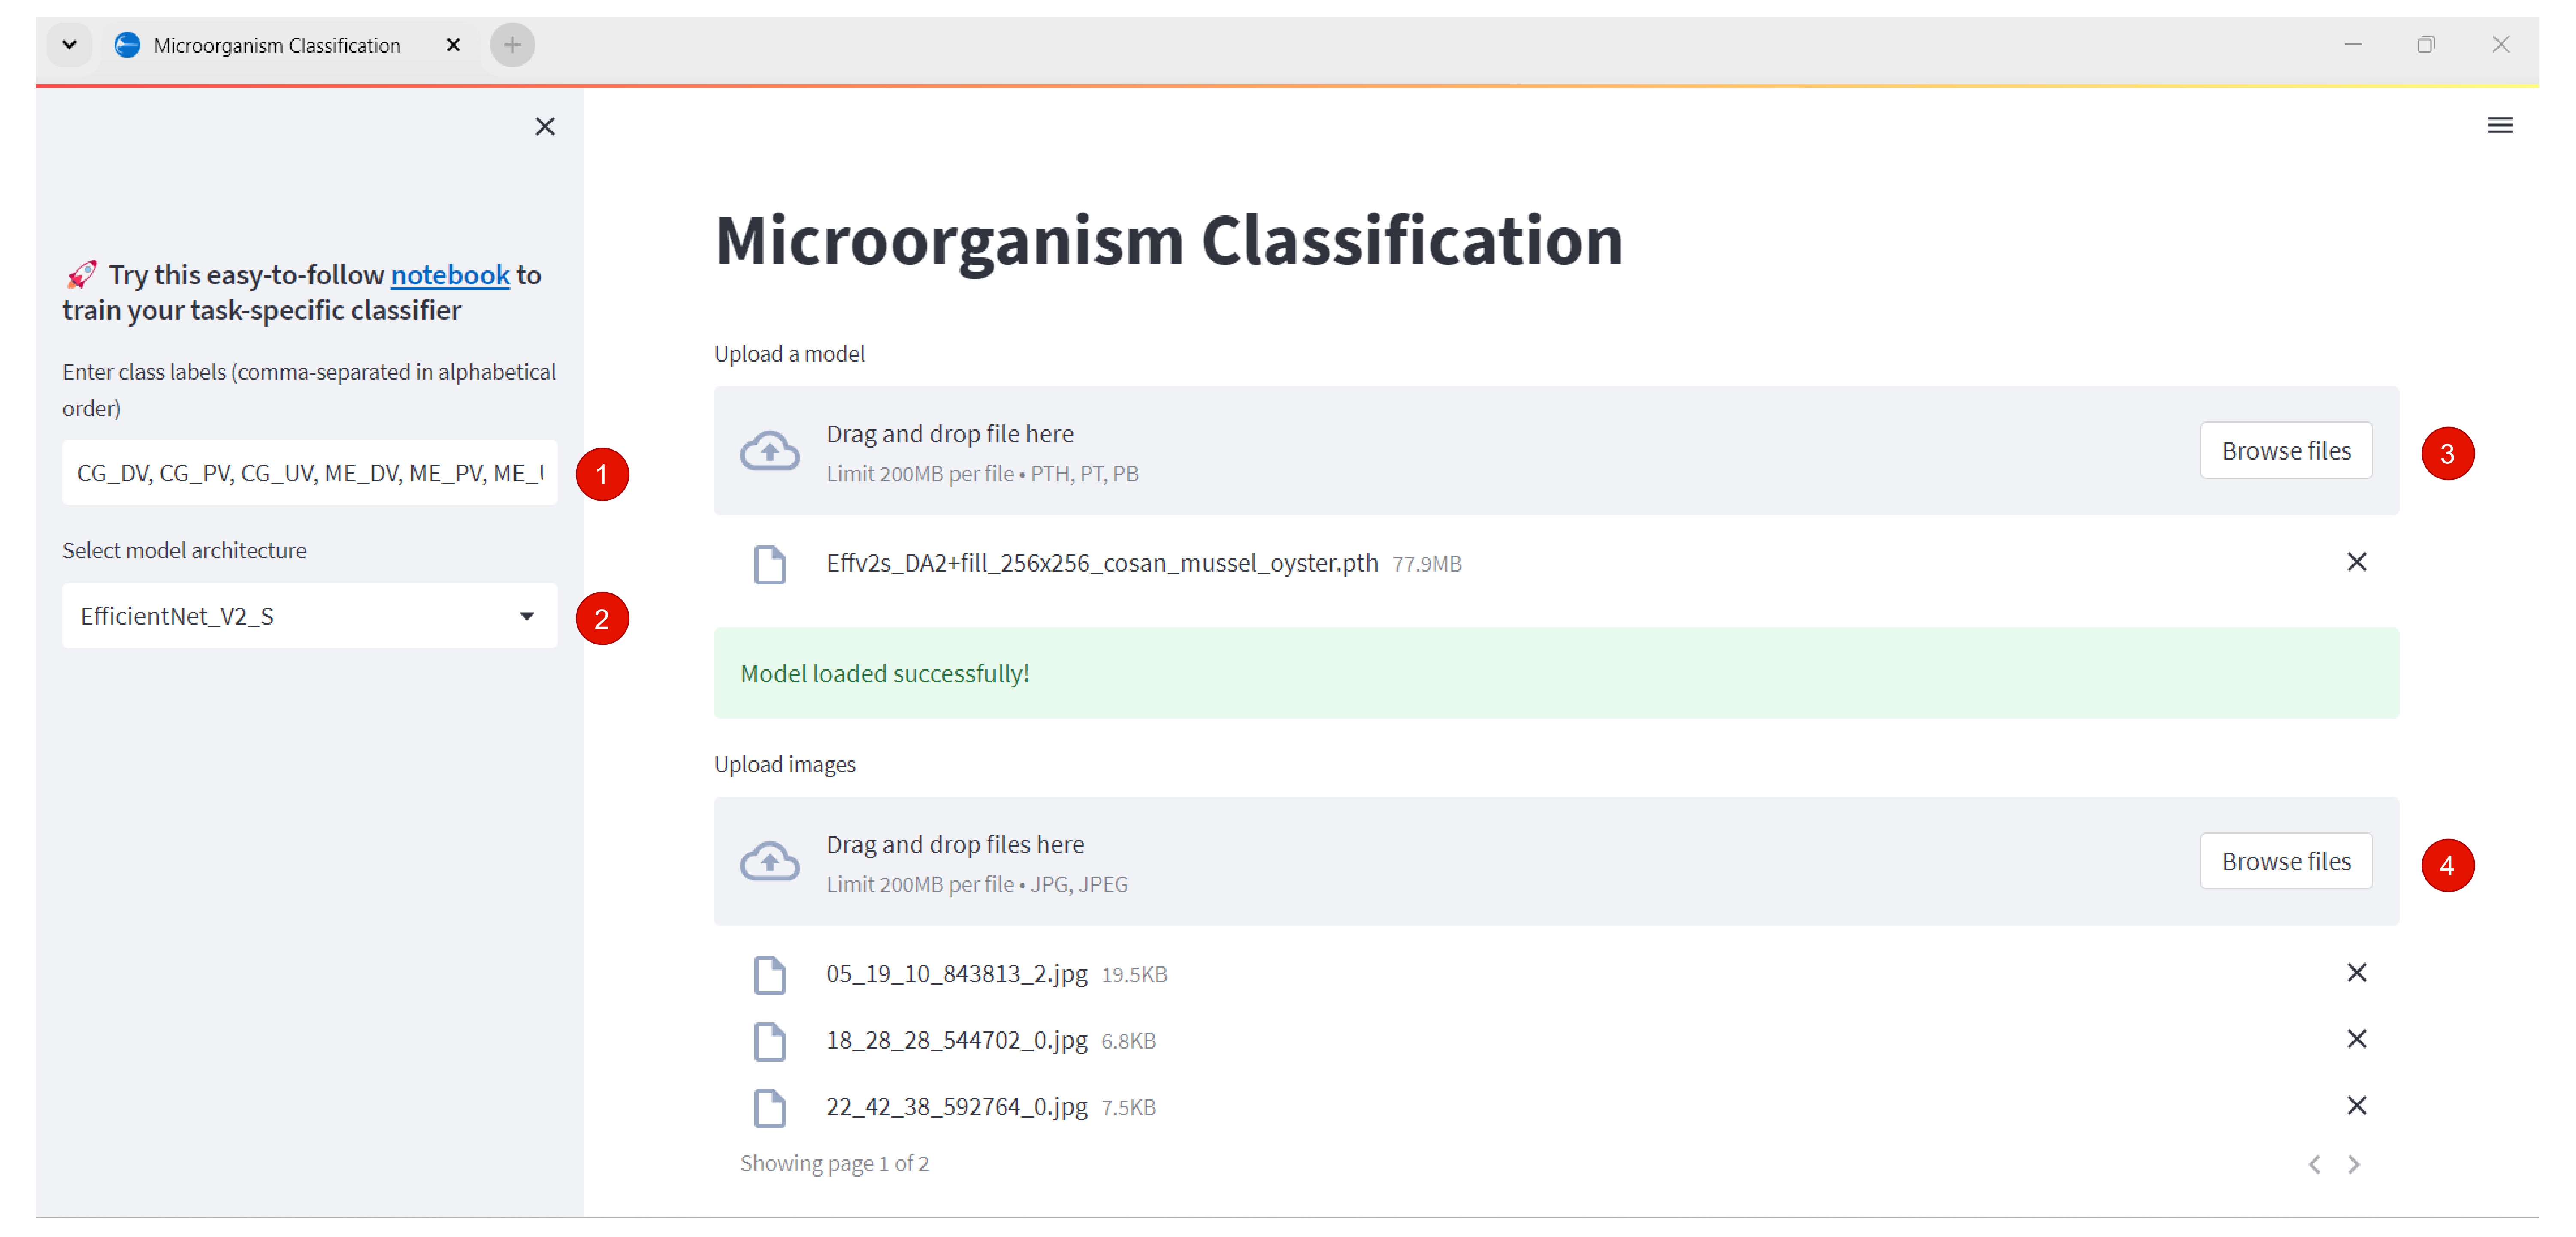 Microorganism Classification
🚀 Try this easy-to-follow notebook to
train your task-specific classifier
Enter class labels (comma-separated in alphabetical
order)
CG_DV, CG_PV, CG_UV, ME_DV, ME_PV, ME_
1
Select model architecture
EfficientNet_V2_S
2
Microorganism Classification
Upload a model
Drag and drop file here
Limit 200MB per file • PTH, PT, PB
Browse files
3
Effv2s_DA2+fill_256x256_cosan_mussel_oyster.pth 77.9MB
Model loaded successfully!
Upload images
Drag and drop files here
Limit 200MB per file • JPG, JPEG
Browse files
4
05_19_10_843813_2.jpg 19.5KB
18_28_28_544702_0.jpg 6.8KB
22_42_38_592764_0.jpg 7.5KB
Showing page 1 of 2